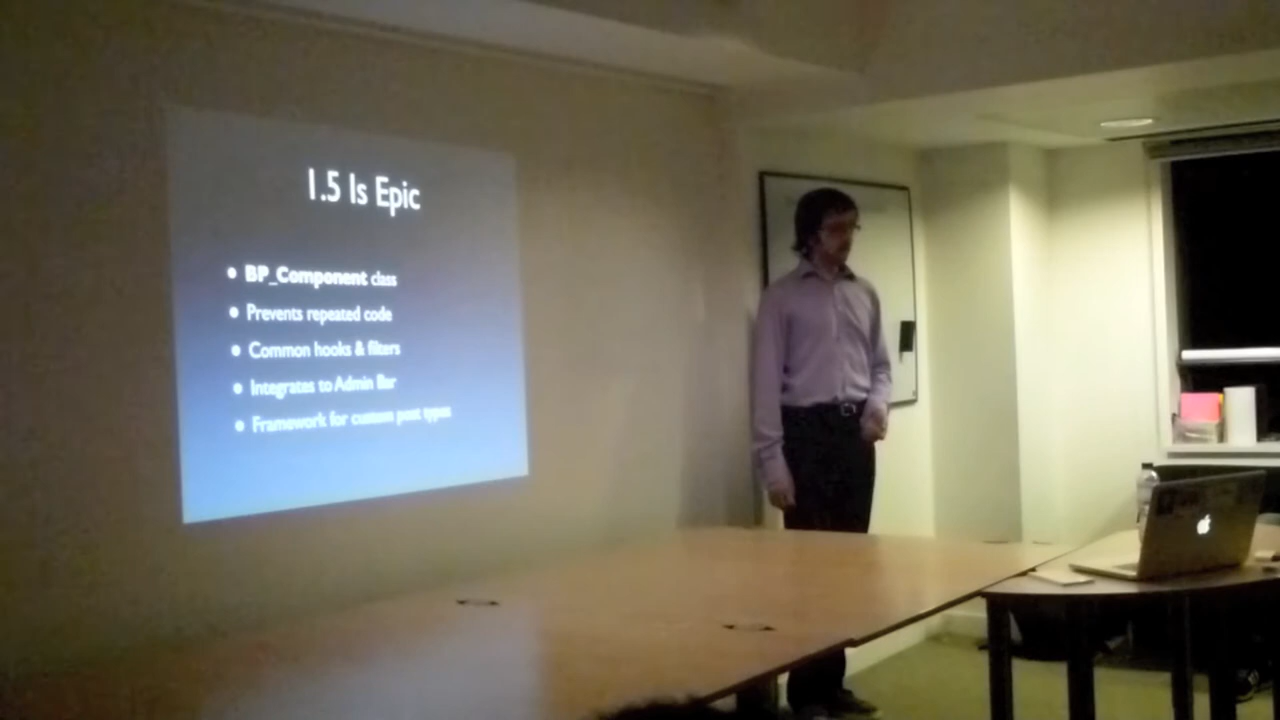 1.5 Is Epic
• BP_Component class
• Prevents repeated code
• Common hooks & filters
• Integrates to Admin Bar
• Framework for custom post types